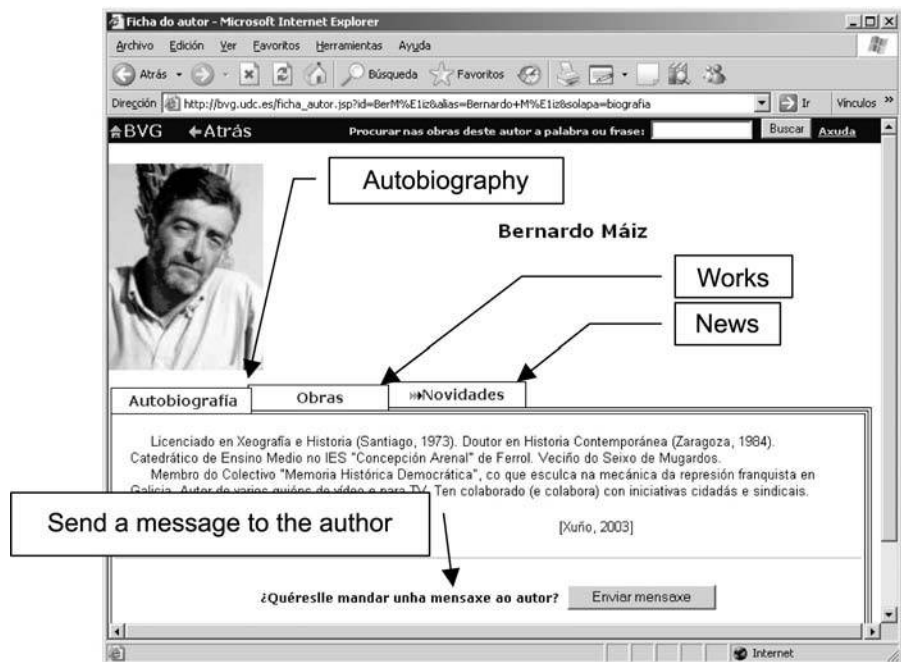 Ficha do autor - Microsoft Internet Explorer
Archivo Edición Ver Favoritos Herramientas Ayuda
Atrás Búsqueda Favoritos
Dirección http://bvg.udc.es/ficha_autor.jsp?id=BerM%E1iz&alias=Bernardo+M%E1iz&solapa=biografia Ir Vínculos »
BVG Atrás Procurar nas obras deste autor a palabra ou frase: Buscar Axuda
Autobiography
Bernardo Máiz
Works
News
Autobiografía Obras Novidades
Licenciado en Xeografía e Historia (Santiago, 1973). Doutor en Historia Contemporánea (Zaragoza, 1984).
Catedrático de Ensino Medio no IES "Concepción Arenal" de Ferrol. Veciño do Seixo de Mugardos.
Membro do Colectivo "Memoria Histórica Democrática", co que esculca na mecánica da represión franquista en
Galicia. Autor de varios guións de vídeo e para TV. Ten colaborado (e colabora) con iniciativas cidadás e sindicais.
Send a message to the author
[Xuño, 2003]
¿Quéreslle mandar unha mensaxe ao autor? Enviar mensaxe
Internet